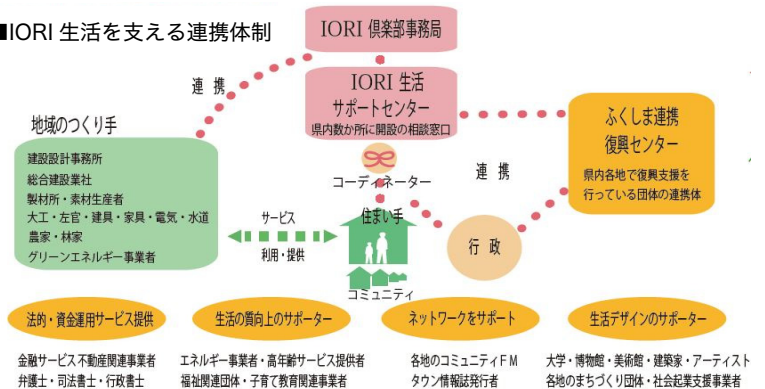 ■IORI 生活を支える連携体制
IORI 倶楽部事務局
連 携
IORI 生活
サポートセンター
県内数か所に開設の相談窓口
地域のつくり手
建設設計事務所
総合建設業社
製材所・素材生産者
大工・左官・建具・家具・電気・水道
農家・林家
グリーンエネルギー事業者
ふくしま連携
復興センター
県内各地で復興支援を
行っている団体の連携体
コーディネーター
連 携
サービス
利用・提供
住まい手
行 政
コミュニティ
法的・資金運用サービス提供
生活の質向上のサポーター
ネットワークをサポート
生活デザインのサポーター
金融サービス不動産関連事業者
弁護士・司法書士・行政書士
エネルギー事業者・高年齢サービス提供者
福祉関連団体・子育て教育関連事業者
各地のコミュニティFM
タウン情報誌発行者
大学・博物館・美術館・建築家・アーティスト
各地のまちづくり団体・社会起業支援事業者